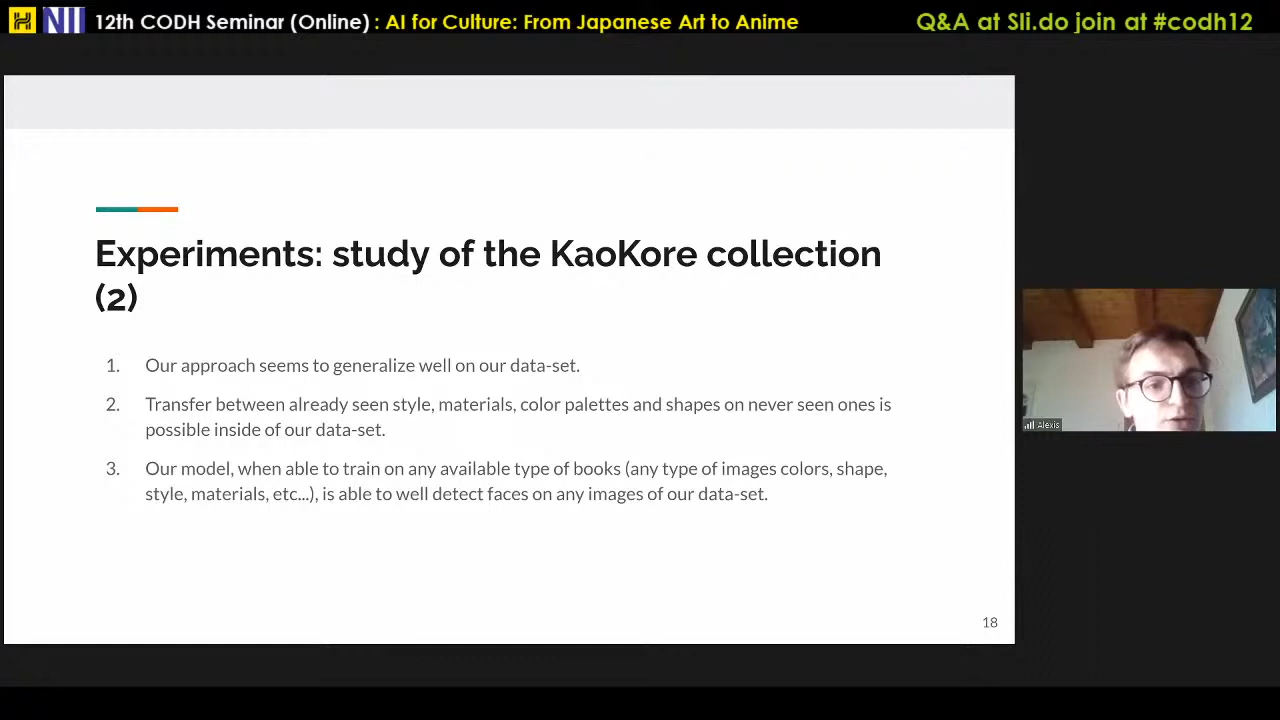 NII 12th CODH Seminar (Online) : AI for Culture: From Japanese Art to Anime Q&A at Sli.do join at #codh12
Experiments: study of the KaoKore collection
(2)
1. Our approach seems to generalize well on our data-set.
2. Transfer between already seen style, materials, color palettes and shapes on never seen ones is
possible inside of our data-set.
3. Our model, when able to train on any available type of books (any type of images colors, shape,
style, materials, etc...), is able to well detect faces on any images of our data-set.
Alexis
18